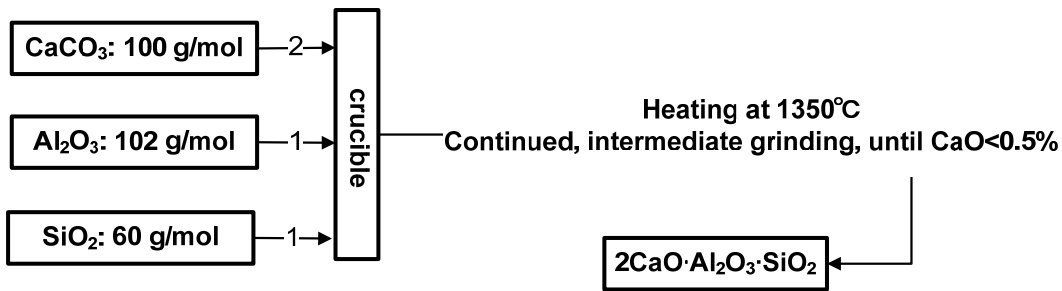 CaCO₃: 100 g/mol
2
Al₂O₃: 102 g/mol
1
SiO₂: 60 g/mol
1
crucible
Heating at 1350℃
Continued, intermediate grinding, until CaO<0.5%
2CaO·Al₂O₃·SiO₂